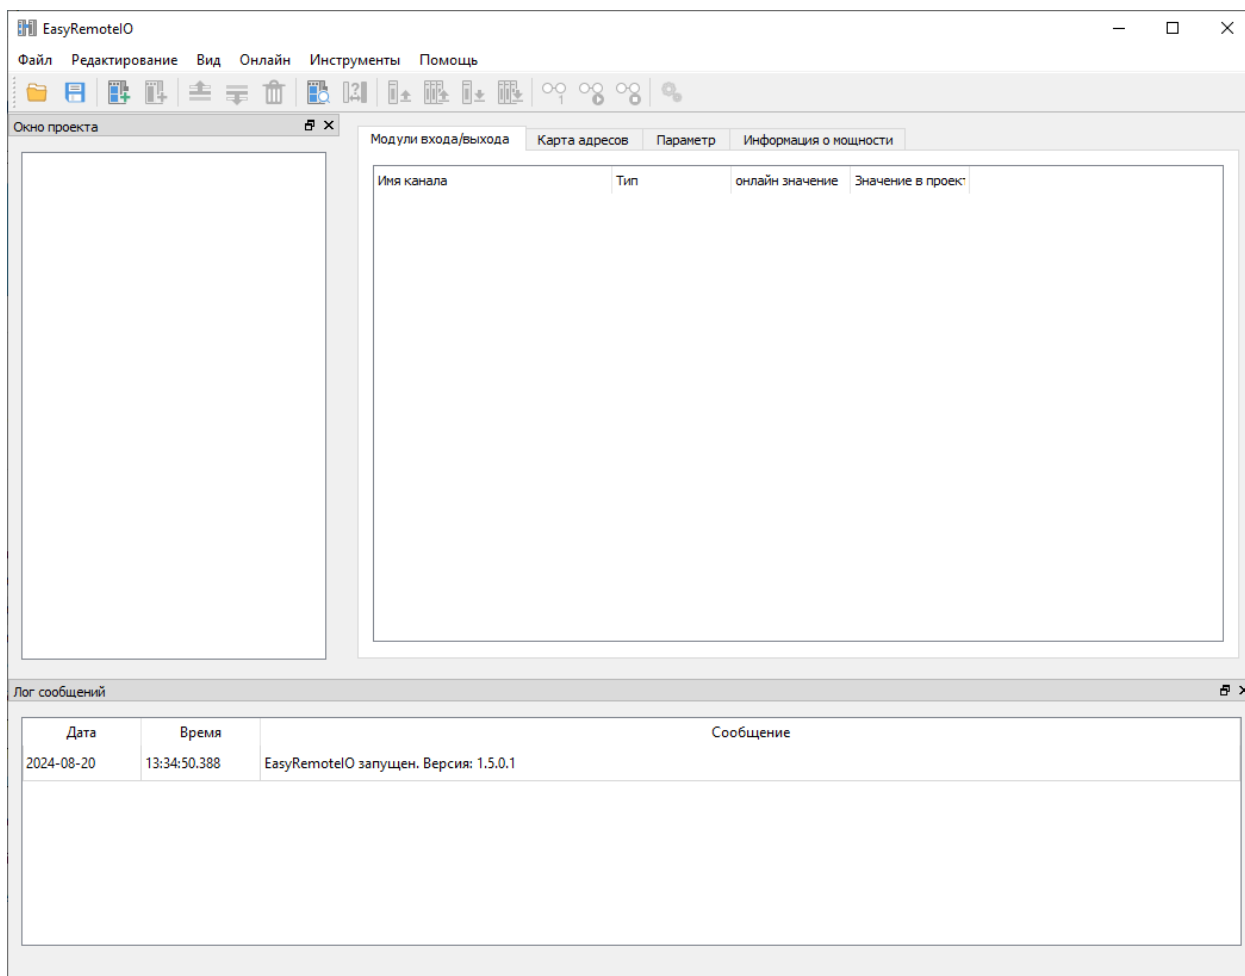 EasyRemoteIO
Файл Редактирование Вид Онлайн Инструменты Помощь
Окно проекта
Модули входа/выхода Карта адресов Параметр Информация о мощности
Имя канала Тип онлайн значение Значение в проект
Лог сообщений
Дата Время Сообщение
2024-08-20 13:34:50.388 EasyRemoteIO запущен. Версия: 1.5.0.1